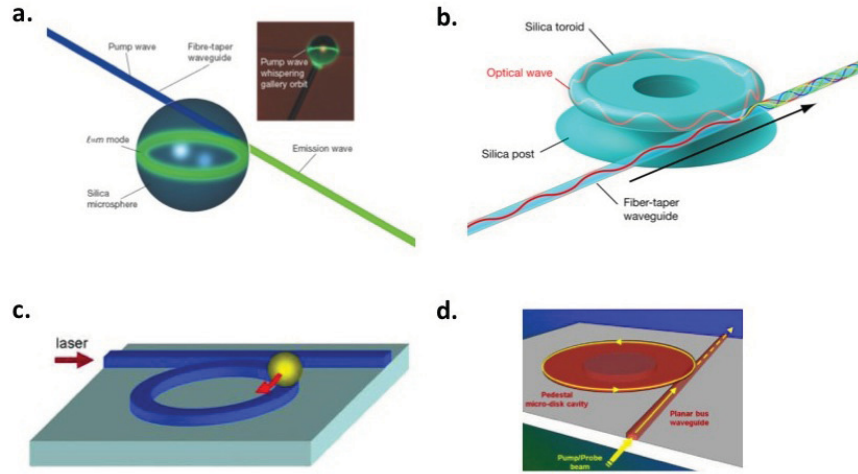 a.
Pump wave
Fibre-taper
waveguide
Pump wave
whispering
gallery orbit
ℓ=m mode
Emission wave
Silica
microsphere
b.
Silica toroid
Optical wave
Silica post
Fiber-taper
waveguide
c.
laser
d.
Pedestal
micro-disk cavity
Planar bus
waveguide
Pump/Probe
beam